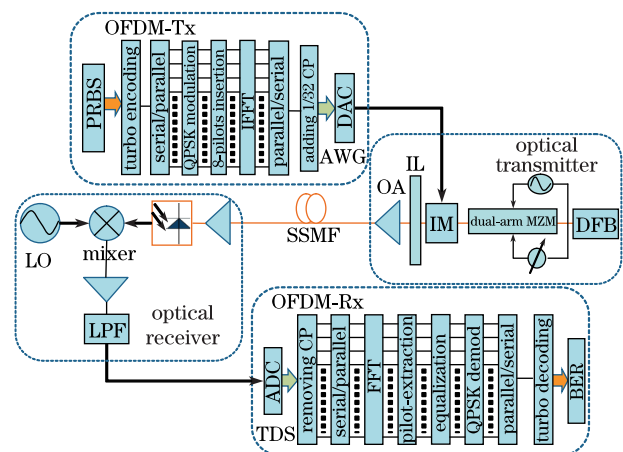 OFDM-Tx
PRBS
turbo encoding
serial/parallel
QPSK modulation
8-pilots insertion
IFFT
parallel/serial
adding 1/32 CP
DAC
AWG
optical
transmitter
IL
OA
IM
dual-arm MZM
DFB
SSMF
LO
mixer
LPF
optical
receiver
OFDM-Rx
ADC
TDS
removing CP
serial/parallel
FFT
pilot-extraction
equalization
QPSK demod
parallel/serial
turbo decoding
BER